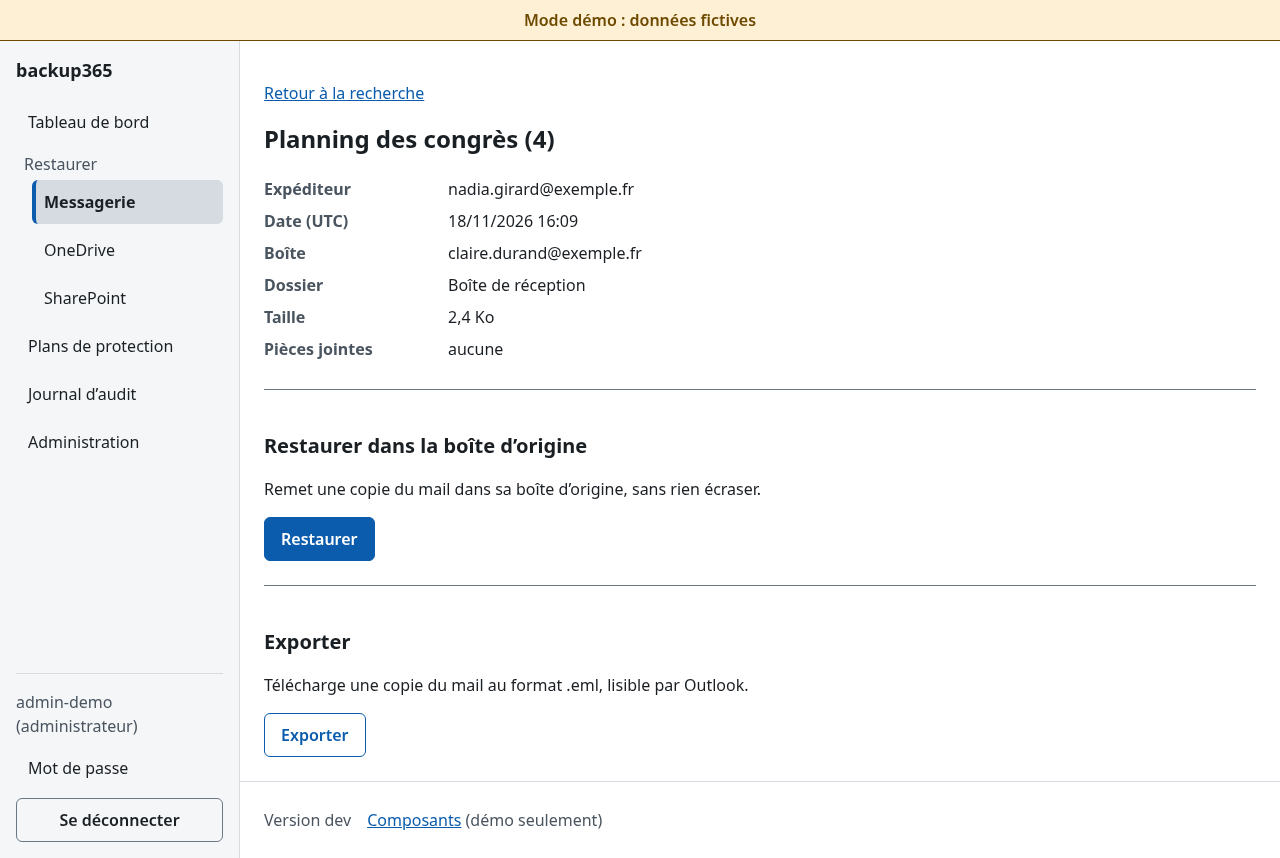 Mode démo : données fictives
backup365
Tableau de bord
Restaurer
Messagerie
OneDrive
SharePoint
Plans de protection
Journal d’audit
Administration
admin-demo
(administrateur)
Mot de passe
Se déconnecter
Retour à la recherche
Planning des congrès (4)
Expéditeur nadia.girard@exemple.fr
Date (UTC) 18/11/2026 16:09
Boîte claire.durand@exemple.fr
Dossier Boîte de réception
Taille 2,4 Ko
Pièces jointes aucune
Restaurer dans la boîte d’origine
Remet une copie du mail dans sa boîte d’origine, sans rien écraser.
Restaurer
Exporter
Télécharge une copie du mail au format .eml, lisible par Outlook.
Exporter
Version dev Composants (démo seulement)